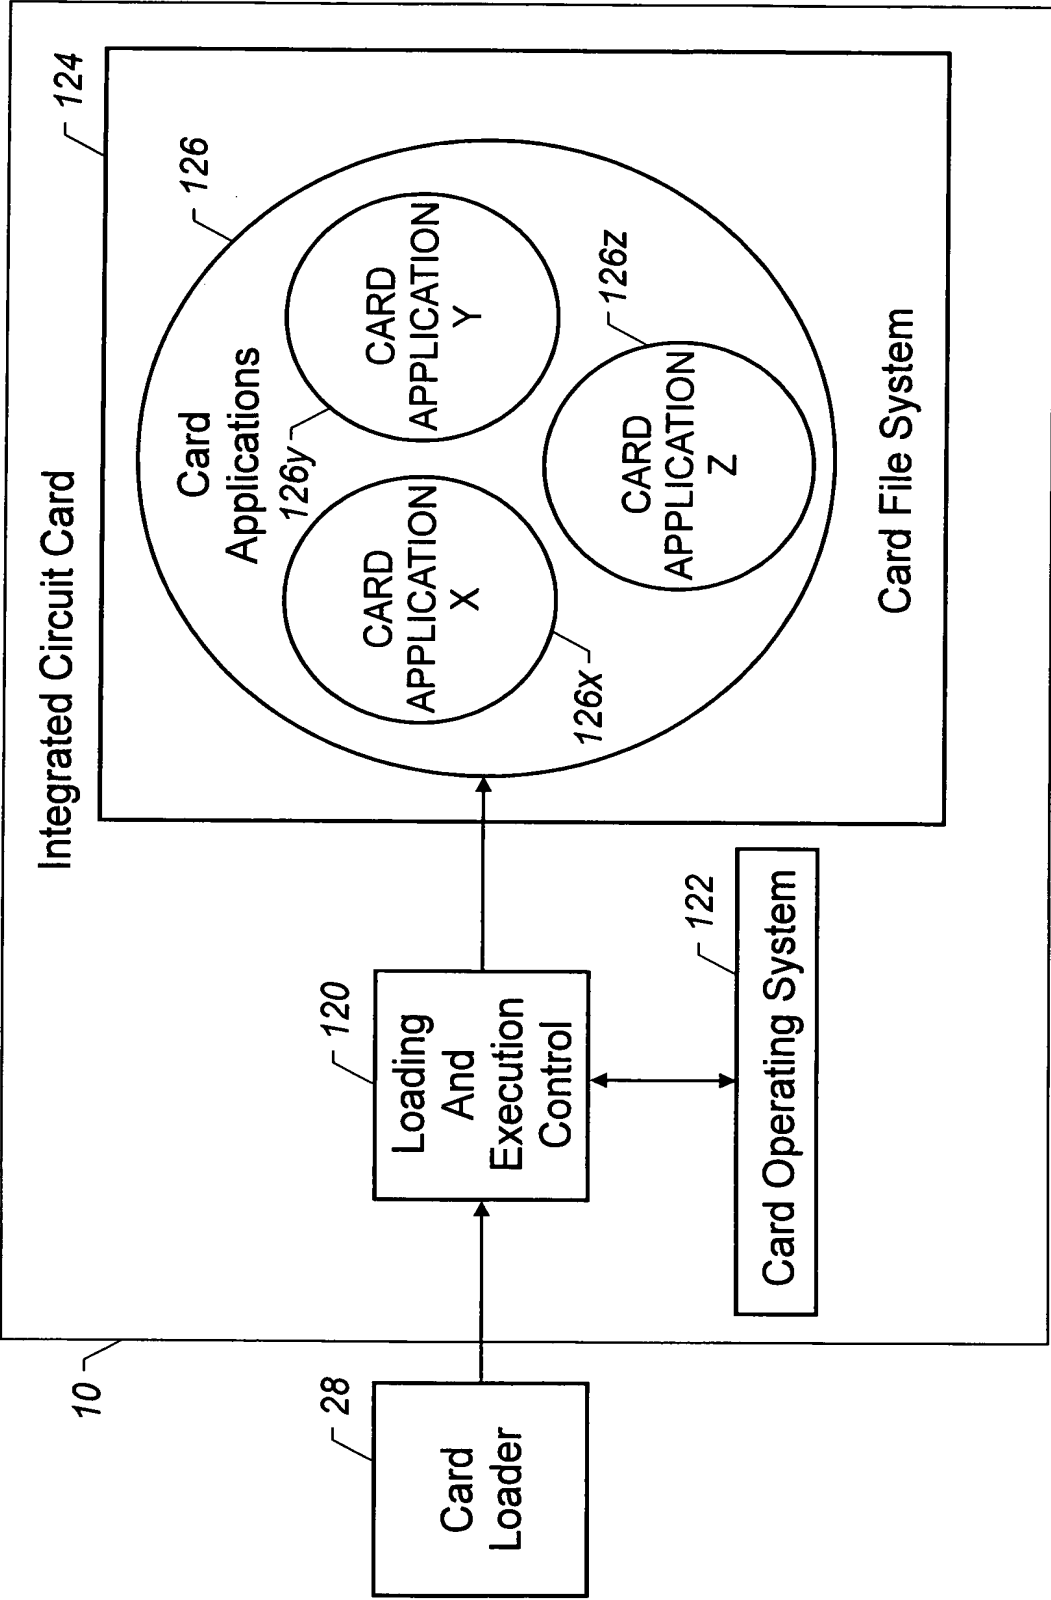 Integrated Circuit Card
124
126
Card
Applications
126y
CARD
APPLICATION
X
CARD
APPLICATION
Y
126x
126z
CARD
APPLICATION
Z
Card File System
10
28
Card
Loader
120
Loading
And
Execution
Control
122
Card Operating System